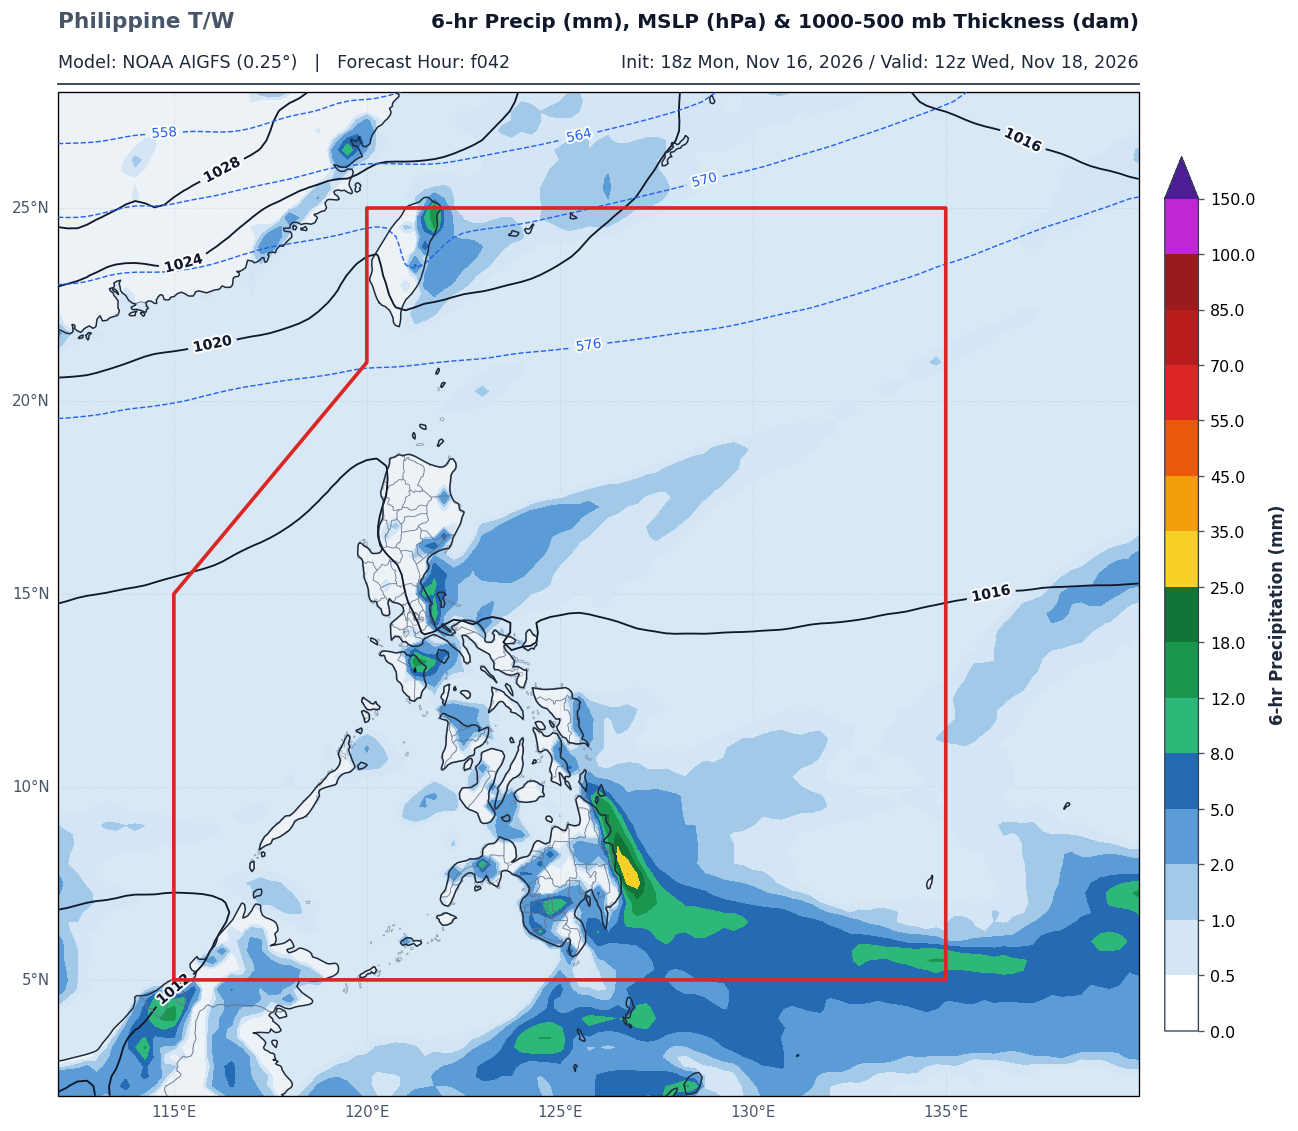 Philippine T/W
6-hr Precip (mm), MSLP (hPa) & 1000-500 mb Thickness (dam)
Model: NOAA AIGFS (0.25°) | Forecast Hour: f042
Init: 18z Mon, Nov 16, 2026 / Valid: 12z Wed, Nov 18, 2026
558
564
1016
1028
570
25°N
1024
1020
576
20°N
15°N
1016
10°N
5°N
1012
115°E
120°E
125°E
130°E
135°E
150.0
100.0
85.0
70.0
55.0
45.0
35.0
25.0
18.0
12.0
8.0
5.0
2.0
1.0
0.5
0.0
6-hr Precipitation (mm)